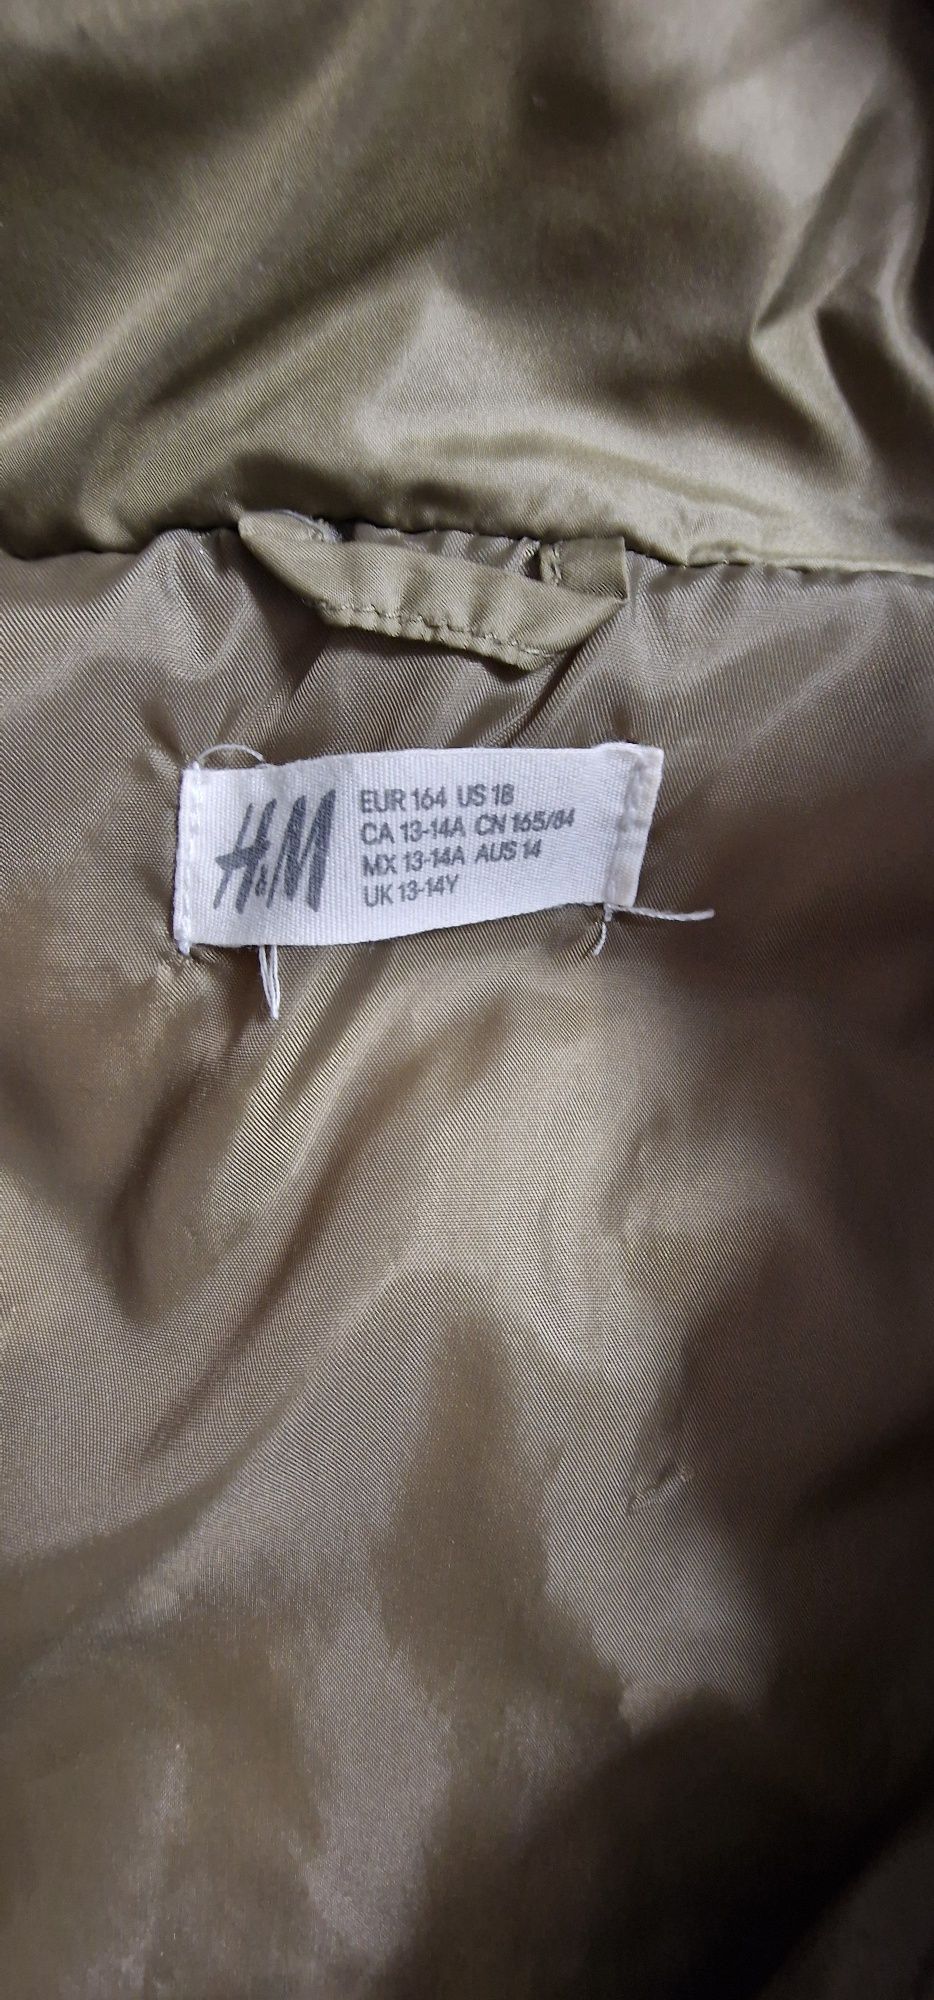 H&M
EUR 164 US 18
CA 13-14A CN 165/84
MX 13-14A AUS 14
UK 13-14Y